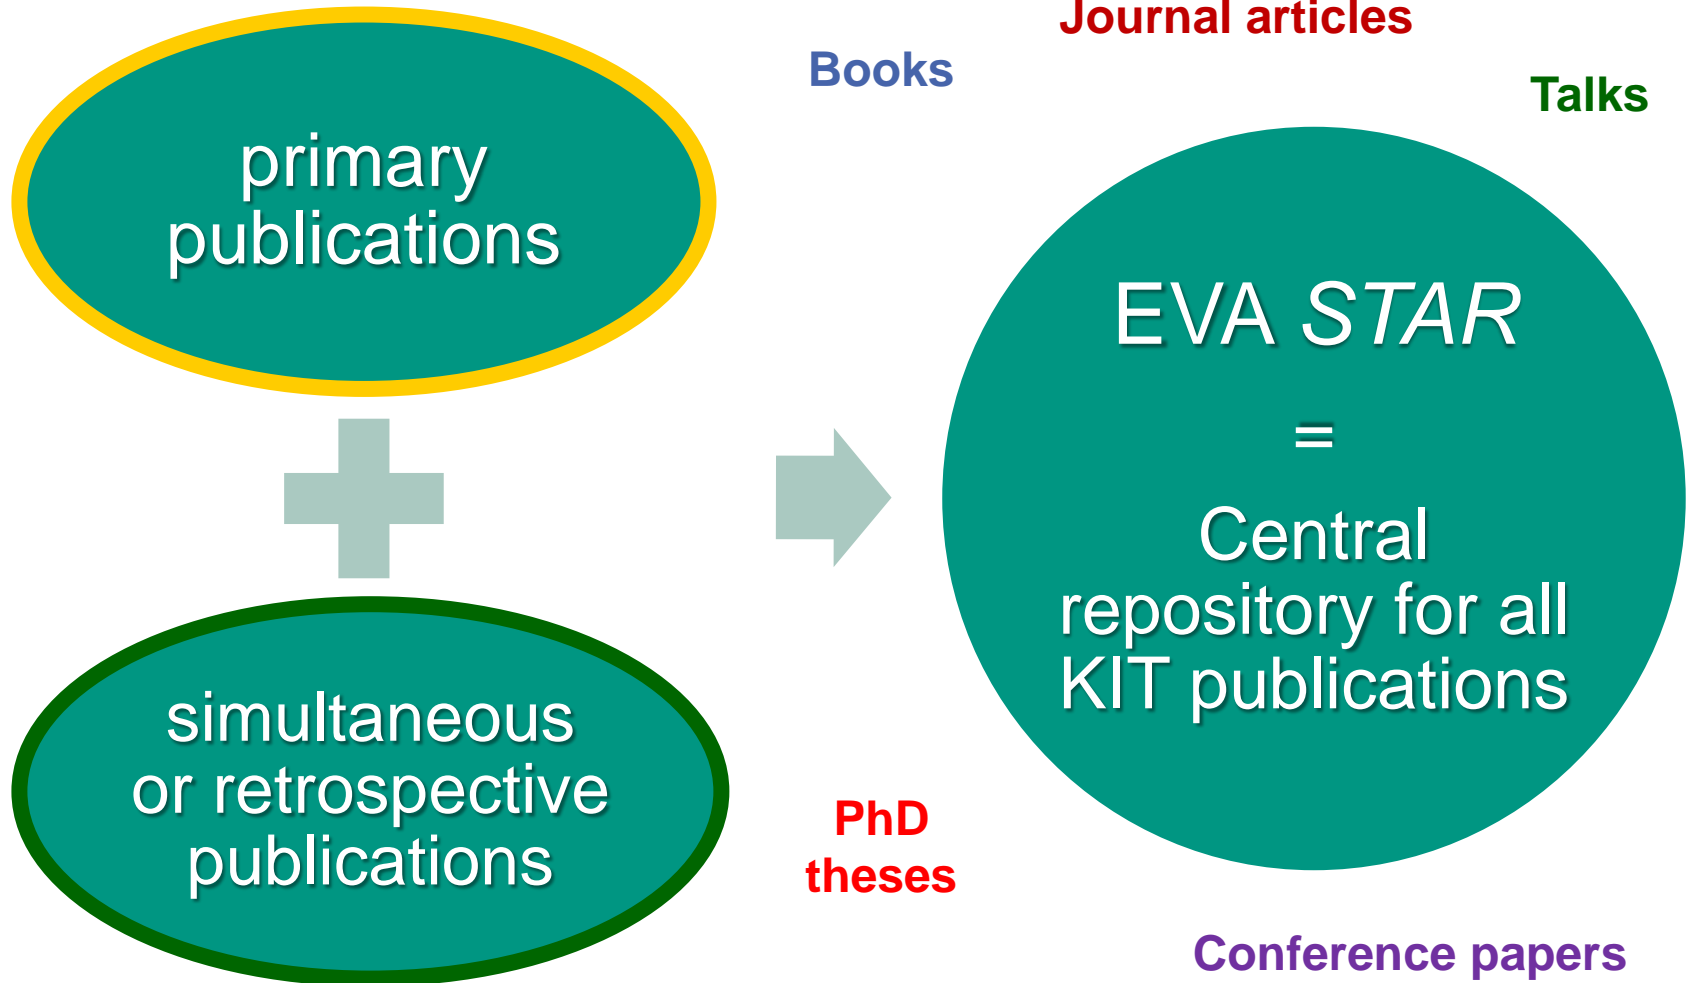 primary
publications
simultaneous
or retrospective
publications
Journal articles
Books
Talks
EVA STAR
=
Central
repository for all
KIT publications
PhD
theses
Conference papers